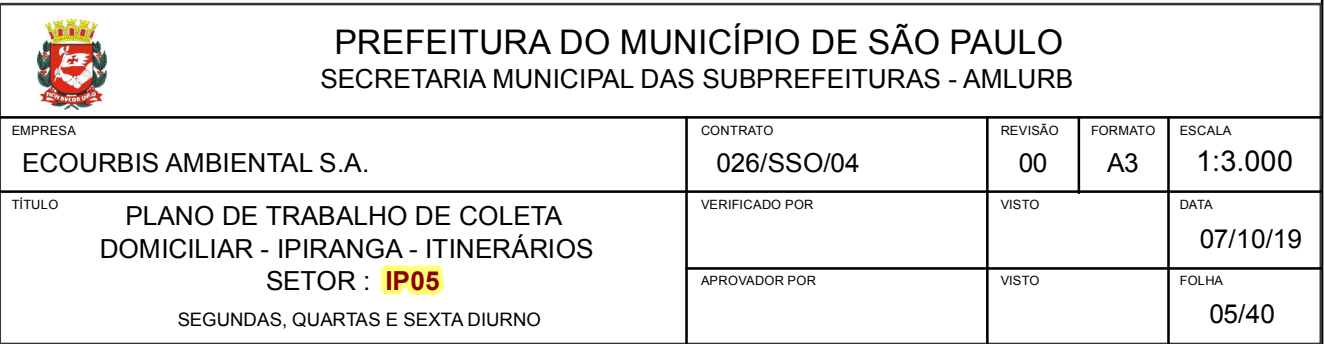 PREFEITURA DO MUNICÍPIO DE SÃO PAULO
SECRETARIA MUNICIPAL DAS SUBPREFEITURAS - AMLURB
EMPRESA
ECOURBIS AMBIENTAL S.A.
CONTRATO
026/SSO/04
REVISÃO
00
FORMATO
A3
ESCALA
1:3.000
TÍTULO
PLANO DE TRABALHO DE COLETA
DOMICILIAR - IPIRANGA - ITINERÁRIOS
SETOR : IP05
SEGUNDAS, QUARTAS E SEXTA DIURNO
VERIFICADO POR
VISTO
DATA
07/10/19
APROVADOR POR
VISTO
FOLHA
05/40